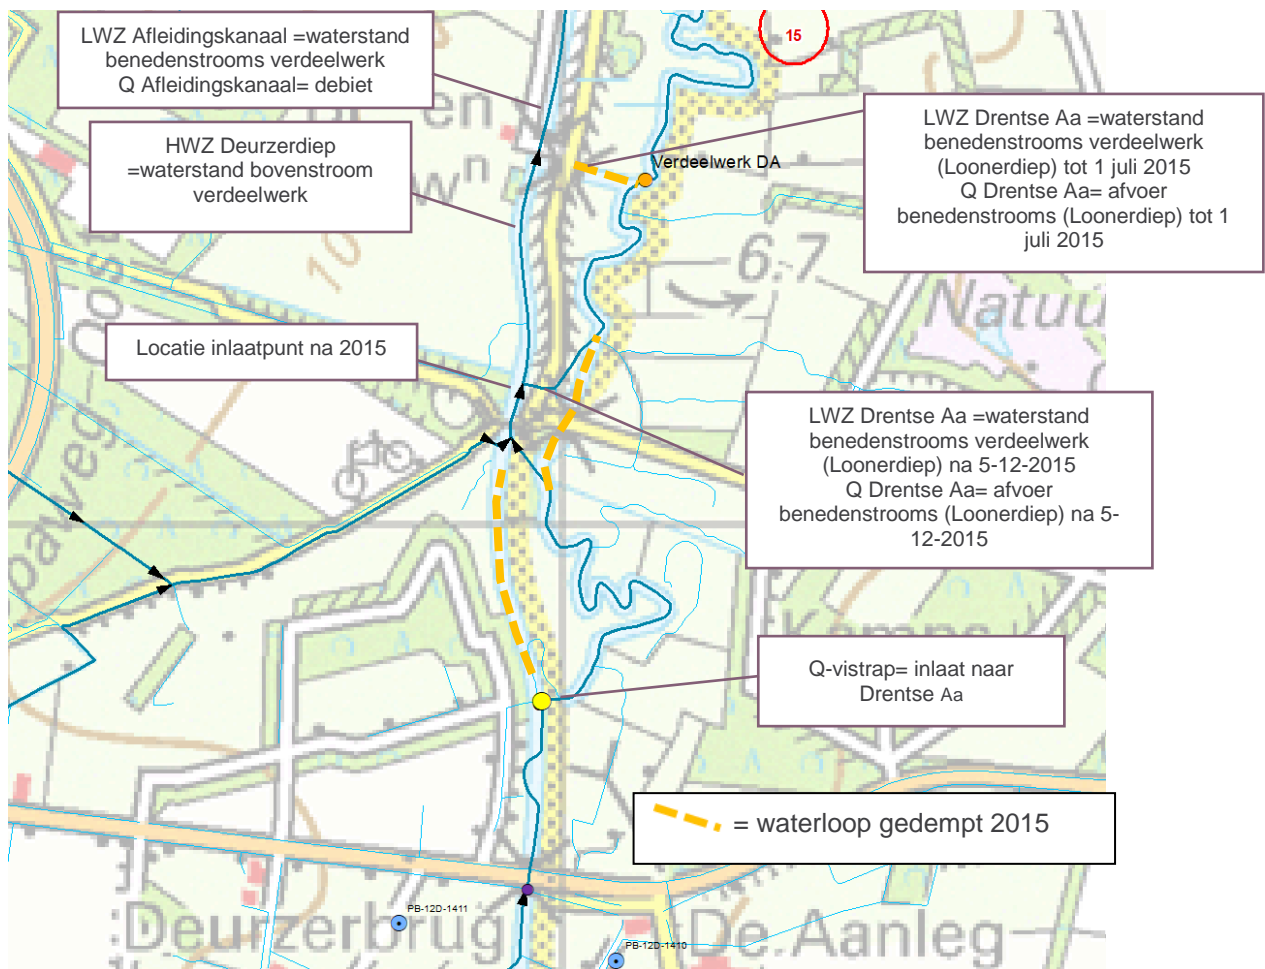 LWZ Afleidingskanaal =waterstand
benedenstrooms verdeelwerk
Q Afleidingskanaal= debiet
HWZ Deurzerdiep
=waterstand bovenstroom
verdeelwerk
15
LWZ Drentse Aa =waterstand
benedenstrooms verdeelwerk
(Loonerdiep) tot 1 juli 2015
Q Drentse Aa= afvoer
benedenstrooms (Loonerdiep) tot 1
juli 2015
Verdeelwerk DA
10
6.7
Natuu
Locatie inlaatpunt na 2015
LWZ Drentse Aa =waterstand
benedenstrooms verdeelwerk
(Loonerdiep) na 5-12-2015
Q Drentse Aa= afvoer
benedenstrooms (Loonerdiep) na 5-
12-2015
Q-vistrap= inlaat naar
Drentse Aa
= waterloop gedempt 2015
PB-12D-1411
Deurzerbrug
De Aanleg
PB-12D-1410